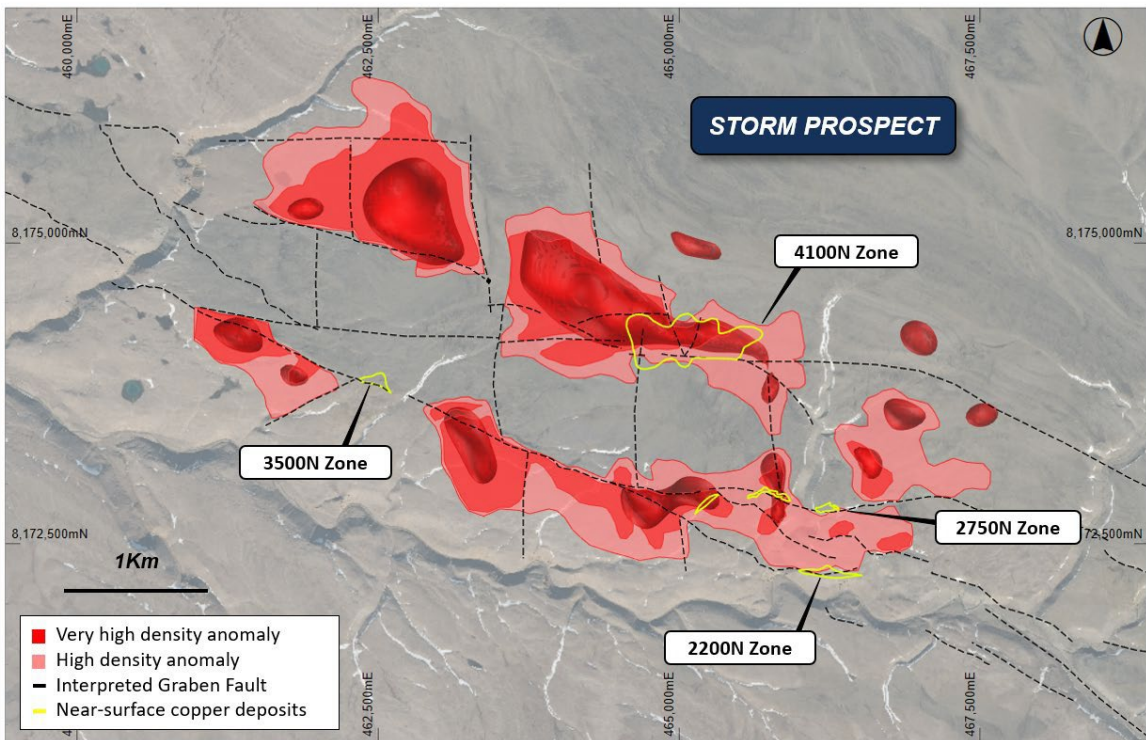 460,000mE
462,500mE
465,000mE
467,500mE
STORM PROSPECT
8,175,000mN
8,175,000mN
4100N Zone
3500N Zone
2750N Zone
8,172,500mN
72,500mN
2200N Zone
1Km
Very high density anomaly
High density anomaly
Interpreted Graben Fault
Near-surface copper deposits
462,500mE
465,000mE
467,500mE